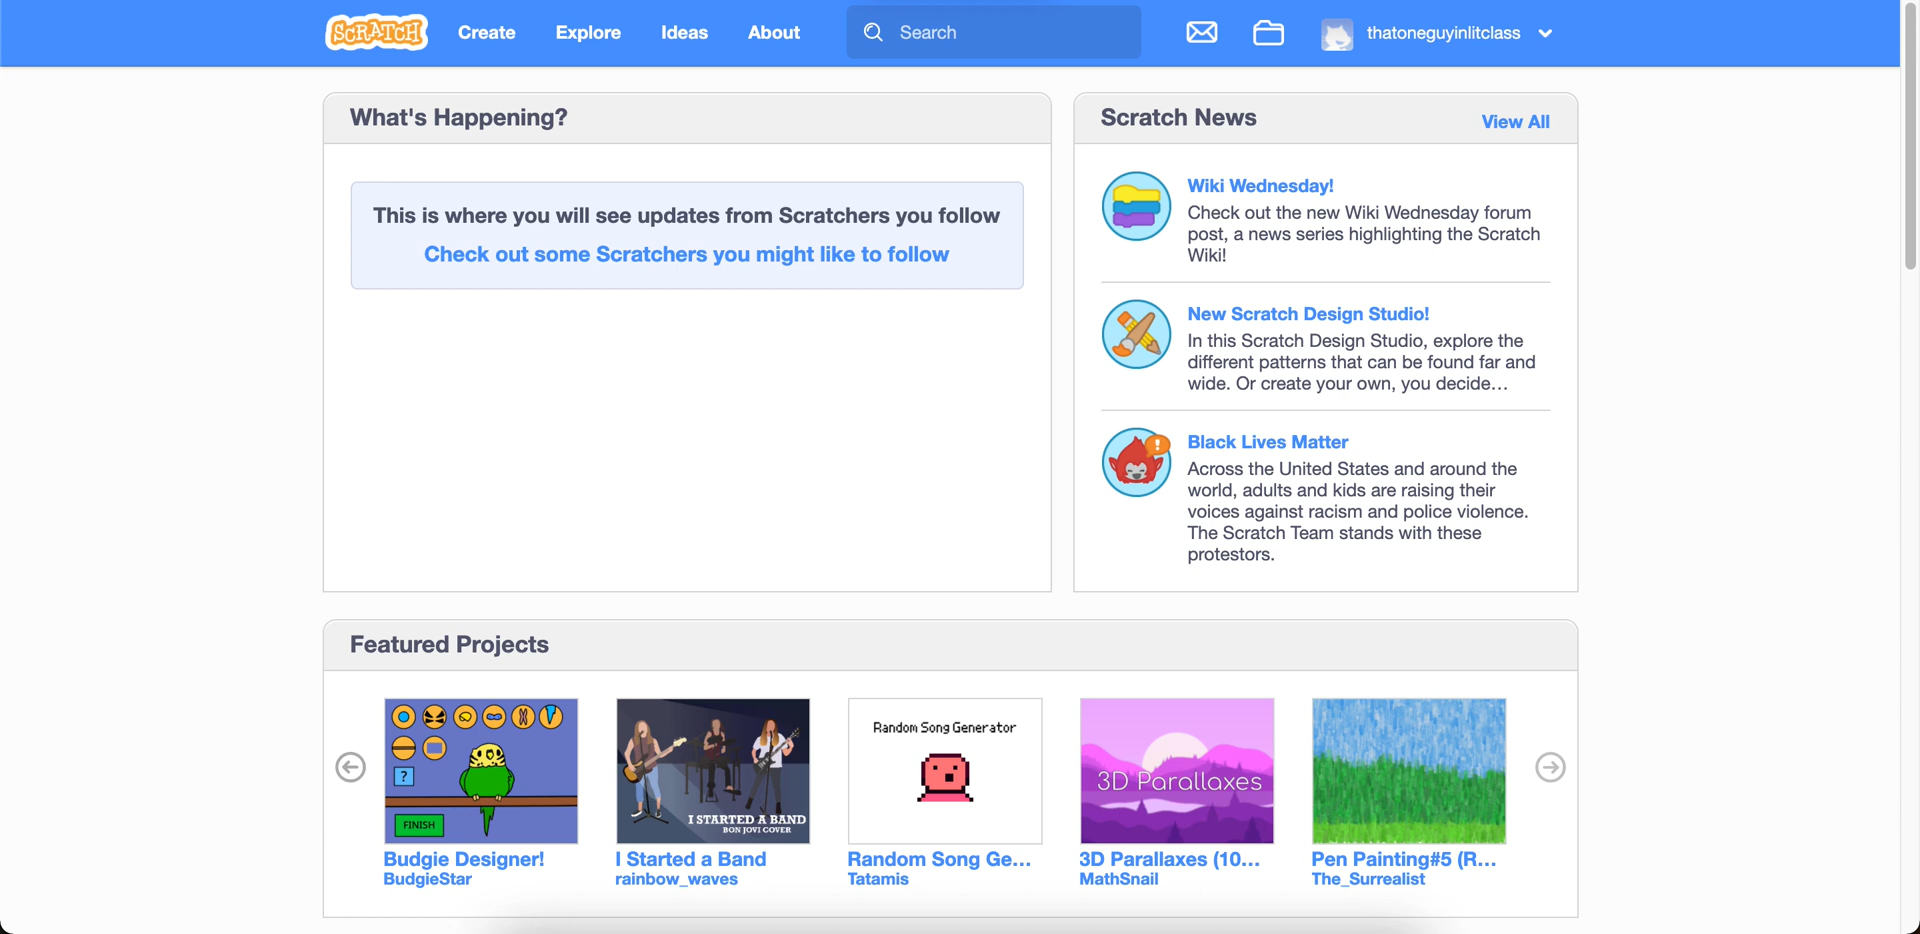 SCRATCH
Create
Explore
Ideas
About
Search
thatoneguyinlitclass
What's Happening?
This is where you will see updates from Scratchers you follow
Check out some Scratchers you might like to follow
Scratch News
View All
Wiki Wednesday!
Check out the new Wiki Wednesday forum
post, a news series highlighting the Scratch
Wiki!
New Scratch Design Studio!
In this Scratch Design Studio, explore the
different patterns that can be found far and
wide. Or create your own, you decide...
!
Black Lives Matter
Across the United States and around the
world, adults and kids are raising their
voices against racism and police violence.
The Scratch Team stands with these
protestors.
Featured Projects
?
FINISH
Budgie Designer!
BudgieStar
I STARTED A BAND
BON JOVI COVER
I Started a Band
rainbow_waves
Random Song Generator
Random Song Ge...
Tatamis
3D Parallaxes
3D Parallaxes (10...
MathSnail
Pen Painting#5 (R...
The_Surrealist